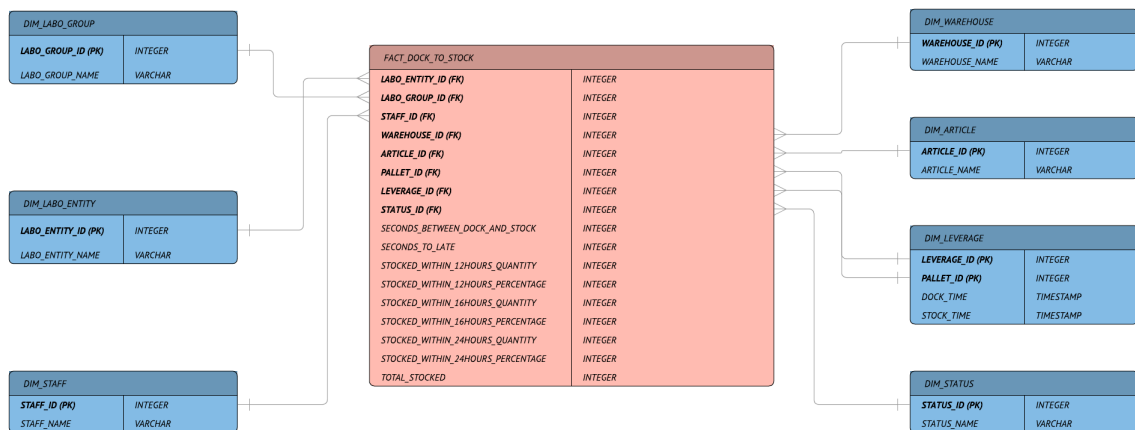 DIM_LABO_GROUP
LABO_GROUP_ID (PK) INTEGER
LABO_GROUP_NAME VARCHAR
DIM_LABO_ENTITY
LABO_ENTITY_ID (PK) INTEGER
LABO_ENTITY_NAME VARCHAR
DIM_STAFF
STAFF_ID (PK) INTEGER
STAFF_NAME VARCHAR
FACT_DOCK_TO_STOCK
LABO_ENTITY_ID (FK) INTEGER
LABO_GROUP_ID (FK) INTEGER
STAFF_ID (FK) INTEGER
WAREHOUSE_ID (FK) INTEGER
ARTICLE_ID (FK) INTEGER
PALLET_ID (FK) INTEGER
LEVERAGE_ID (FK) INTEGER
STATUS_ID (FK) INTEGER
SECONDS_BETWEEN_DOCK_AND_STOCK INTEGER
SECONDS_TO_LATE INTEGER
STOCKED_WITHIN_12HOURS_QUANTITY INTEGER
STOCKED_WITHIN_12HOURS_PERCENTAGE INTEGER
STOCKED_WITHIN_16HOURS_QUANTITY INTEGER
STOCKED_WITHIN_16HOURS_PERCENTAGE INTEGER
STOCKED_WITHIN_24HOURS_QUANTITY INTEGER
STOCKED_WITHIN_24HOURS_PERCENTAGE INTEGER
TOTAL_STOCKED INTEGER
DIM_WAREHOUSE
WAREHOUSE_ID (PK) INTEGER
WAREHOUSE_NAME VARCHAR
DIM_ARTICLE
ARTICLE_ID (PK) INTEGER
ARTICLE_NAME VARCHAR
DIM_LEVERAGE
LEVERAGE_ID (PK) INTEGER
PALLET_ID (PK) INTEGER
DOCK_TIME TIMESTAMP
STOCK_TIME TIMESTAMP
DIM_STATUS
STATUS_ID (PK) INTEGER
STATUS_NAME VARCHAR